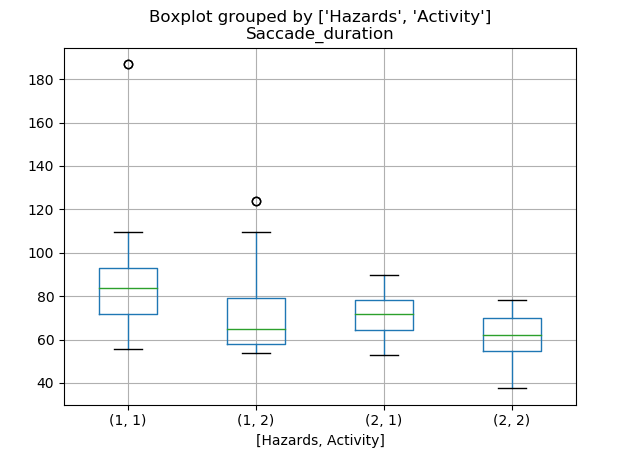 Boxplot grouped by ['Hazards', 'Activity']
Saccade_duration
180
160
140
120
100
80
60
40
(1, 1) (1, 2) (2, 1) (2, 2)
[Hazards, Activity]